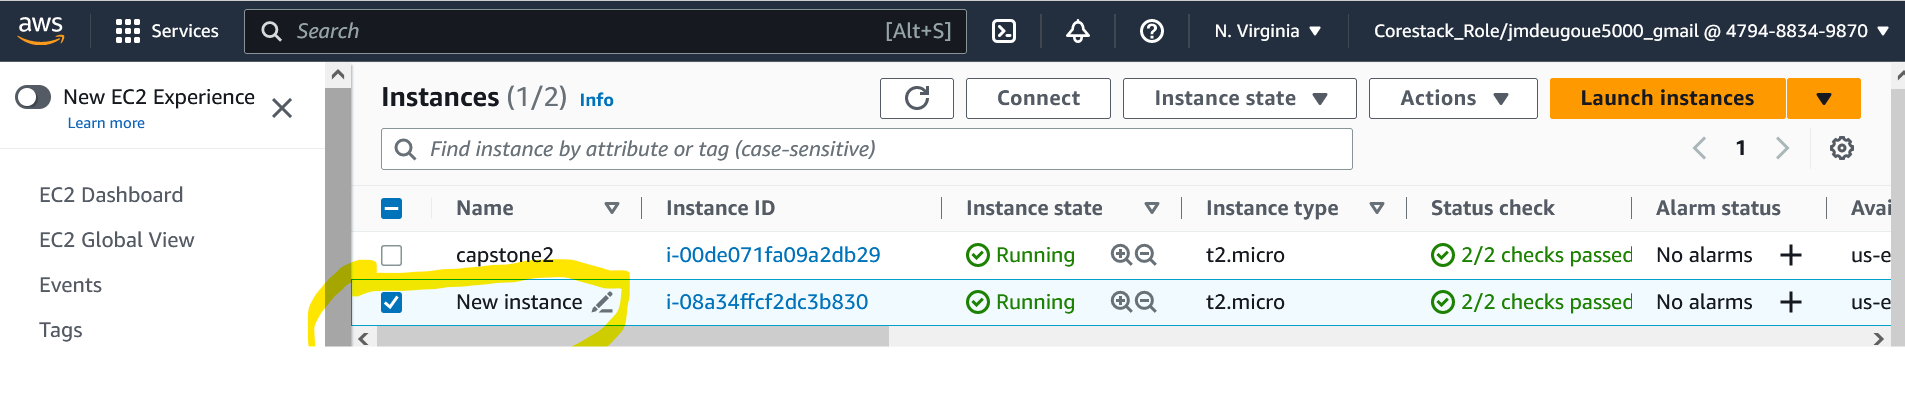 aws Services Search [Alt+S] N. Virginia Corestack_Role/jmdeugoue5000_gmail @ 4794-8834-9870
New EC2 Experience
Learn more
EC2 Dashboard
EC2 Global View
Events
Tags
Instances (1/2) Info Connect Instance state Actions Launch instances
Find instance by attribute or tag (case-sensitive) 1
Name Instance ID Instance state Instance type Status check Alarm status Avai
capstone2 i-00de071fa09a2db29 Running t2.micro 2/2 checks passed No alarms + us-e
New instance i-08a34ffcf2dc3b830 Running t2.micro 2/2 checks passed No alarms + us-e